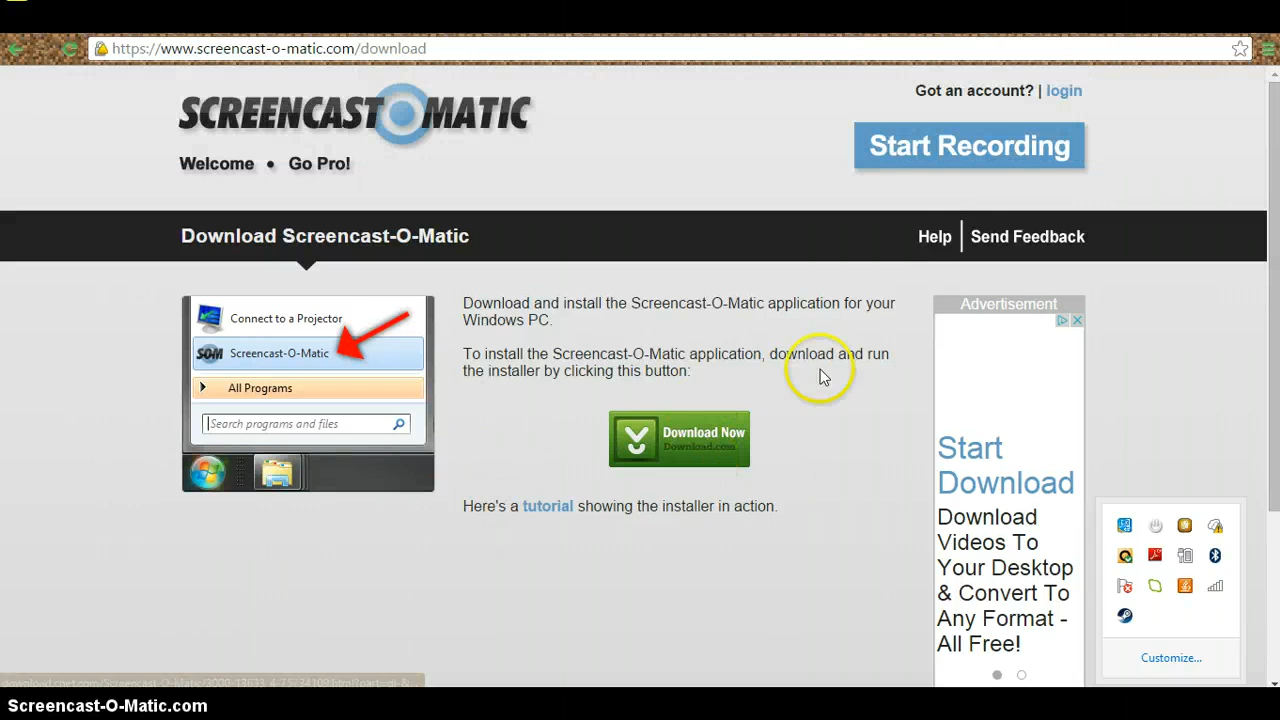 https://www.screencast-o-matic.com/download
SCREENCAST O MATIC
Got an account? | login
Start Recording
Welcome • Go Pro!
Download Screencast-O-Matic
Help | Send Feedback
Connect to a Projector
Screencast-O-Matic
SOM
All Programs
Search programs and files
Download and install the Screencast-O-Matic application for your
Windows PC.
To install the Screencast-O-Matic application, download and run
the installer by clicking this button:
Download Now
Download.com
Here's a tutorial showing the installer in action.
Advertisement
Start
Download
Download
Videos To
Your Desktop
& Convert To
Any Format -
All Free!
Customize...
Screencast-O-Matic.com